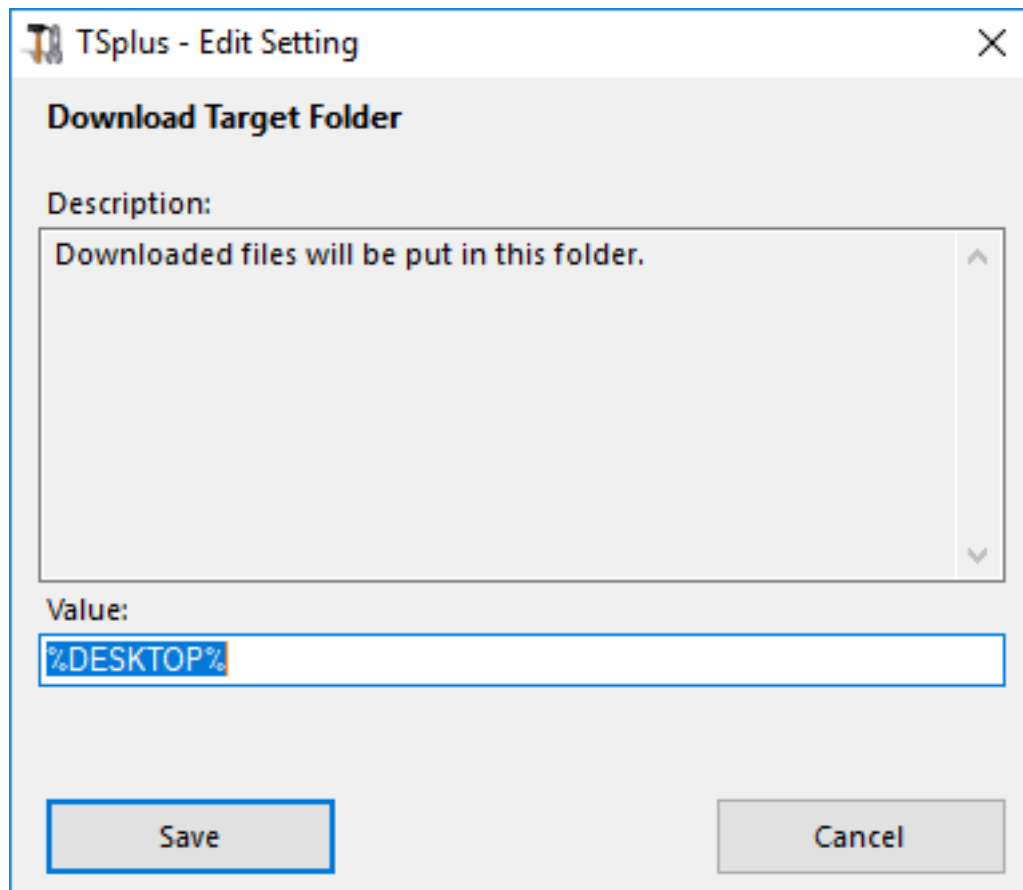 TSplus - Edit Setting
Download Target Folder
Description:
Downloaded files will be put in this folder.
Value:
%DESKTOP%
Save
Cancel